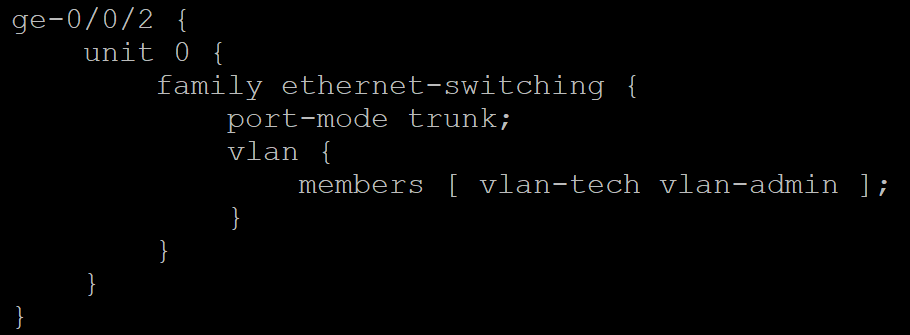 ge-0/0/2 {
    unit 0 {
        family ethernet-switching {
            port-mode trunk;
            vlan {
                members [ vlan-tech vlan-admin ];
            }
        }
    }
}